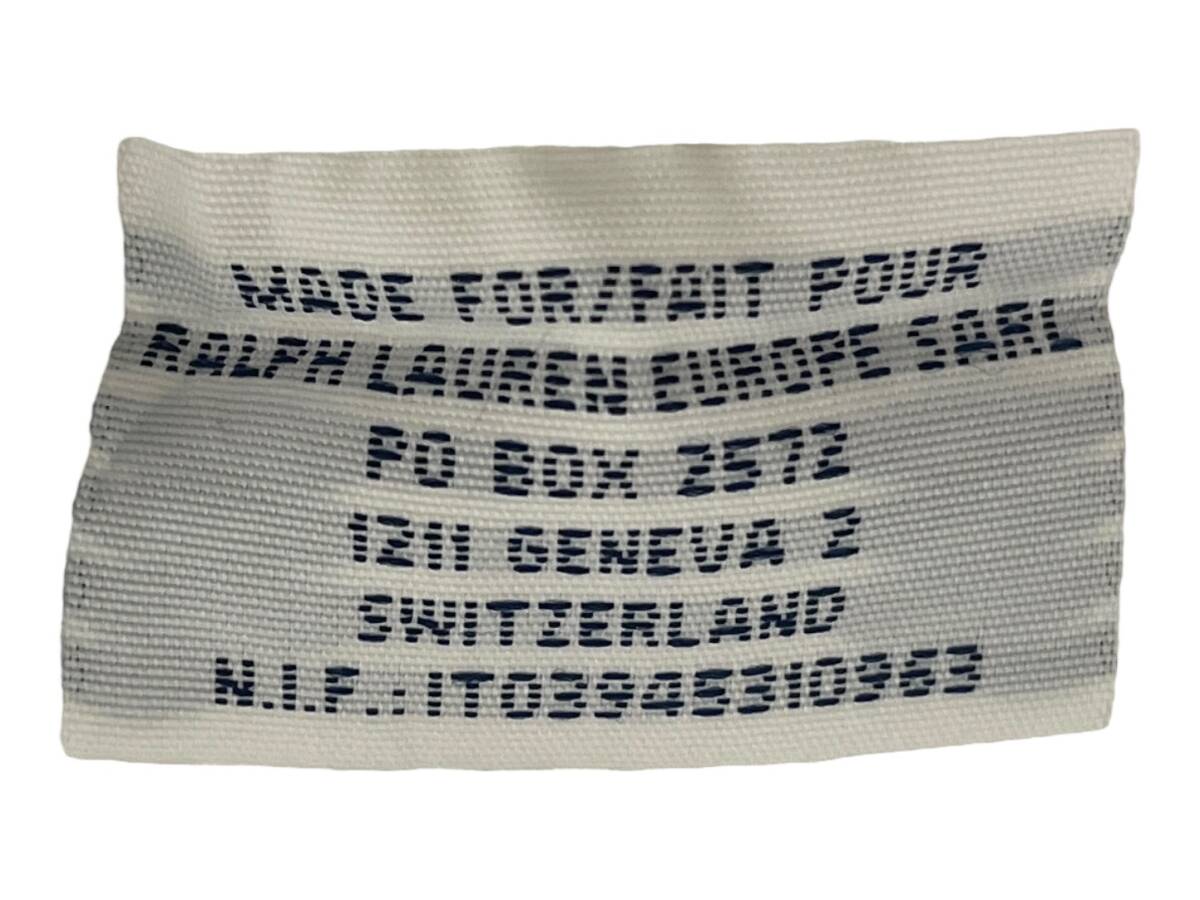 MADE FOR/FAIT POUR
RALPH LAUREN EUROPE SARL
PO BOX 2572
1211 GENEVA 2
SWITZERLAND
N.I.F.:IT03945310963